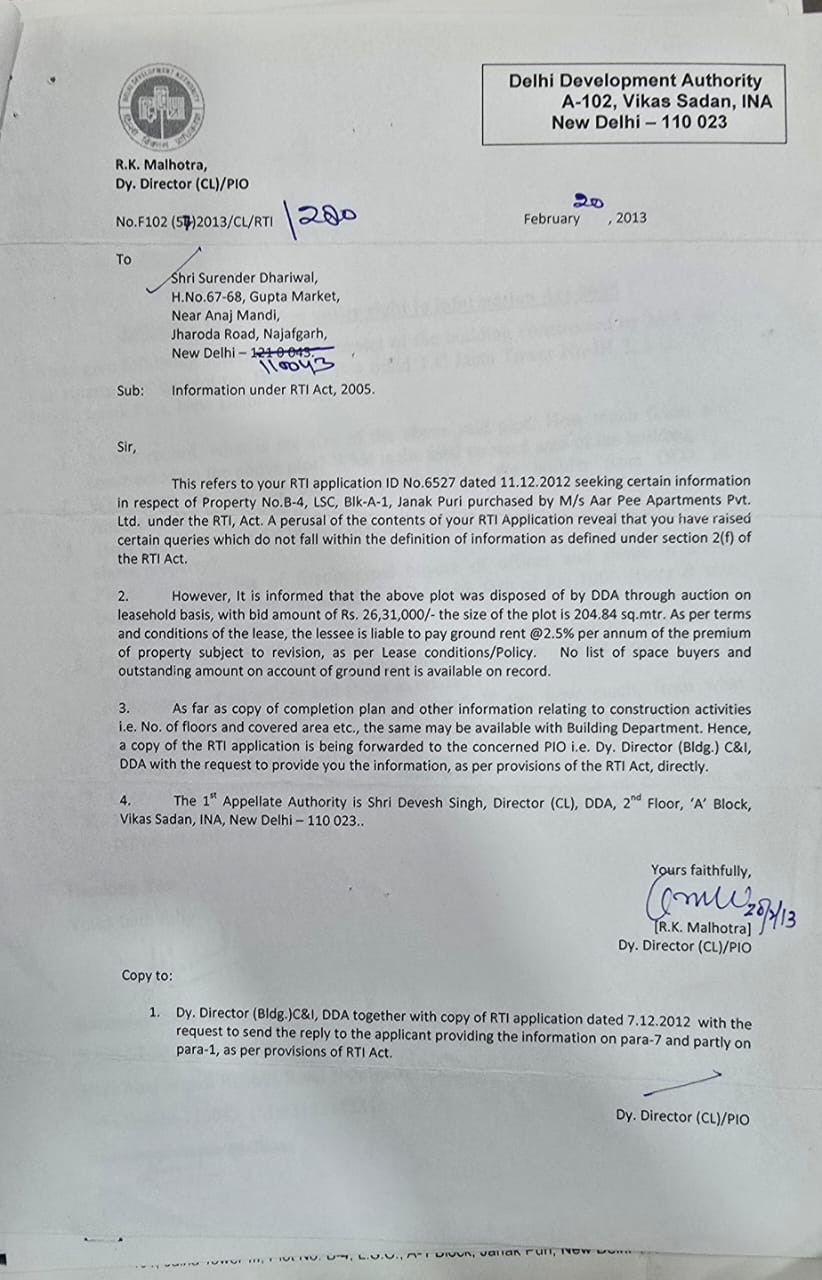 DELHI DEVELOPMENT AUTHORITY
Delhi Development Authority
A-102, Vikas Sadan, INA
New Delhi – 110 023
R.K. Malhotra,
Dy. Director (CL)/PIO
No.F102 (57)2013/CL/RTI /280
February 20, 2013
To
Shri Surender Dhariwal,
H.No.67-68, Gupta Market,
Near Anaj Mandi,
Jharoda Road, Najafgarh,
New Delhi – 121 0 043.
110043
Sub: Information under RTI Act, 2005.
Sir,
This refers to your RTI application ID No.6527 dated 11.12.2012 seeking certain information
in respect of Property No.B-4, LSC, Blk-A-1, Janak Puri purchased by M/s Aar Pee Apartments Pvt.
Ltd. under the RTI, Act. A perusal of the contents of your RTI Application reveal that you have raised
certain queries which do not fall within the definition of information as defined under section 2(f) of
the RTI Act.
2. However, It is informed that the above plot was disposed of by DDA through auction on
leasehold basis, with bid amount of Rs. 26,31,000/- the size of the plot is 204.84 sq.mtr. As per terms
and conditions of the lease, the lessee is liable to pay ground rent @2.5% per annum of the premium
of property subject to revision, as per Lease conditions/Policy. No list of space buyers and
outstanding amount on account of ground rent is available on record.
3. As far as copy of completion plan and other information relating to construction activities
i.e. No. of floors and covered area etc., the same may be available with Building Department. Hence,
a copy of the RTI application is being forwarded to the concerned PIO i.e. Dy. Director (Bldg.) C&I,
DDA with the request to provide you the information, as per provisions of the RTI Act, directly.
4. The 1st Appellate Authority is Shri Devesh Singh, Director (CL), DDA, 2nd Floor, ‘A’ Block,
Vikas Sadan, INA, New Delhi – 110 023..
Yours faithfully,
20/2/13
[R.K. Malhotra]
Dy. Director (CL)/PIO
Copy to:
1. Dy. Director (Bldg.)C&I, DDA together with copy of RTI application dated 7.12.2012 with the
request to send the reply to the applicant providing the information on para-7 and partly on
para-1, as per provisions of RTI Act.
Dy. Director (CL)/PIO